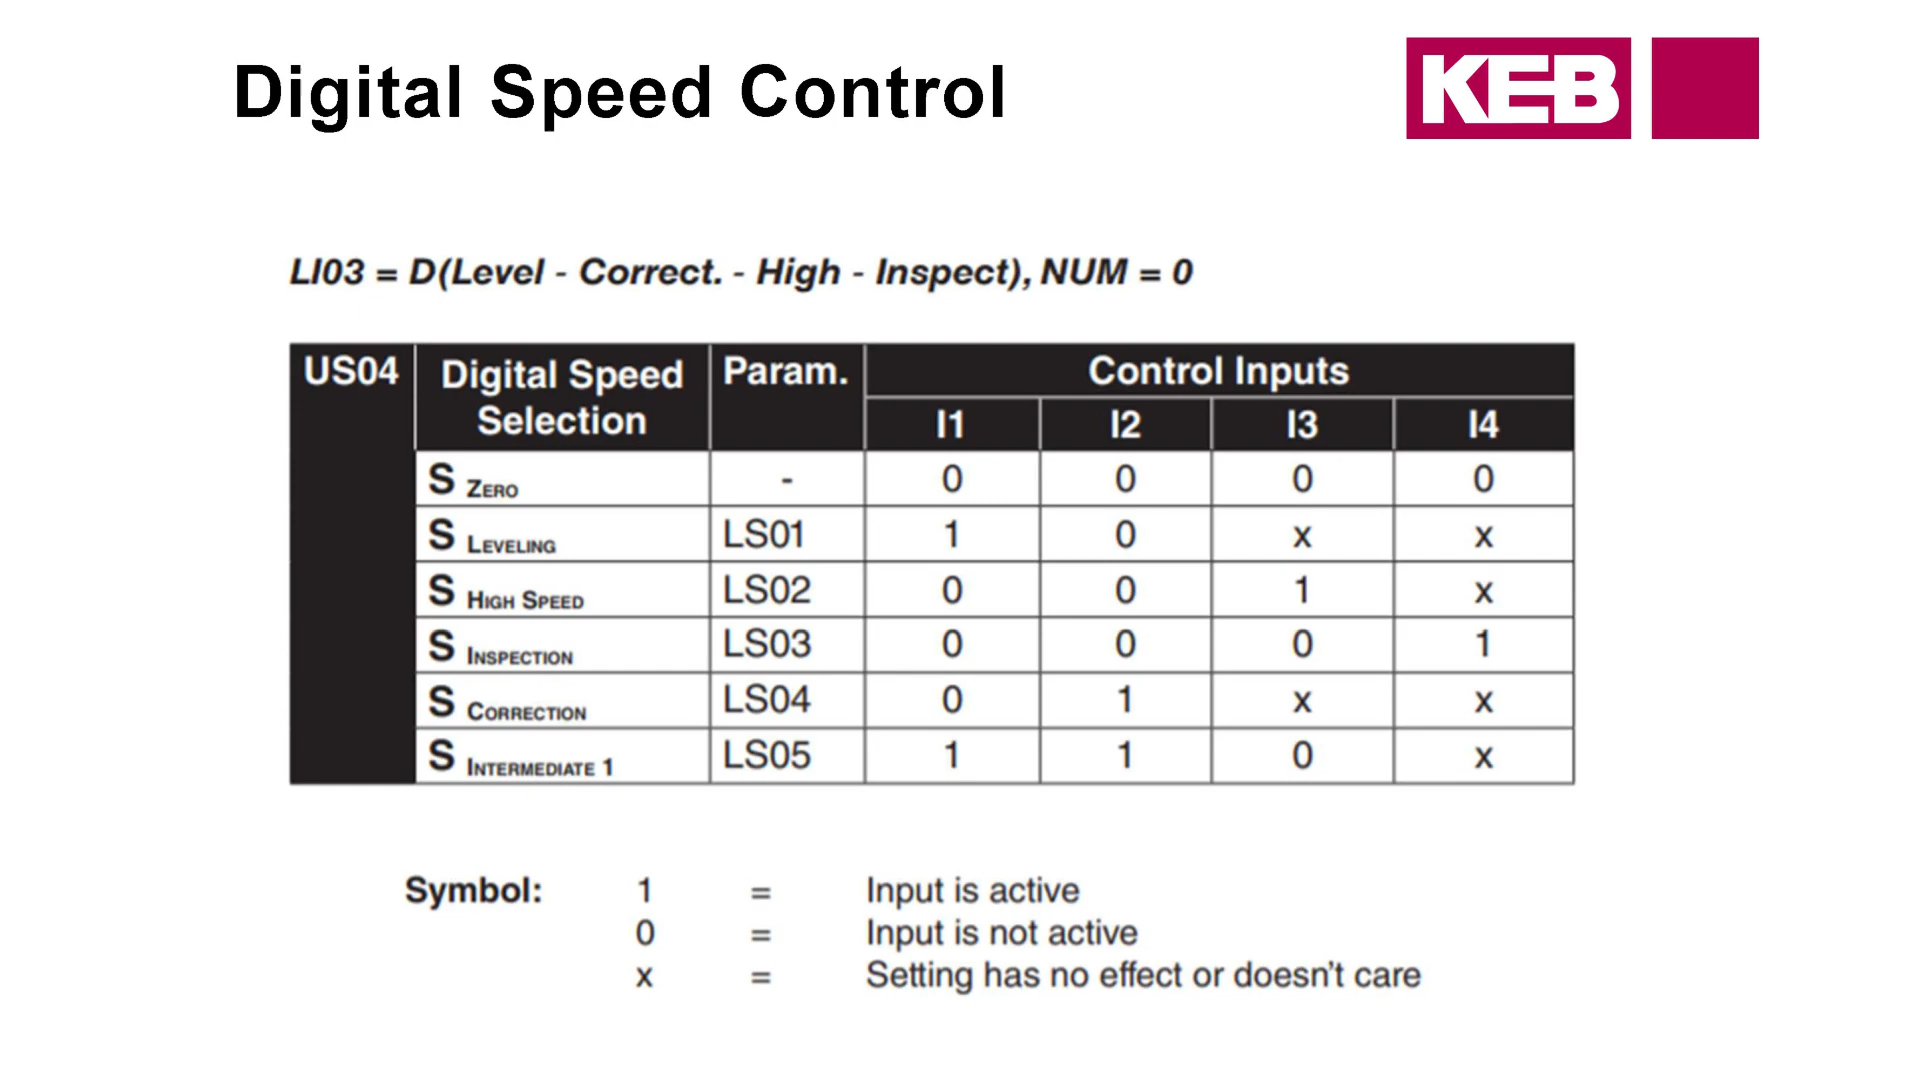 Digital Speed Control
KEB
LI03 = D(Level - Correct. - High - Inspect), NUM = 0
US04 Digital Speed Selection Param. Control Inputs
I1 I2 I3 I4
S ZERO - 0 0 0 0
S LEVELING LS01 1 0 x x
S HIGH SPEED LS02 0 0 1 x
S INSPECTION LS03 0 0 0 1
S CORRECTION LS04 0 1 x x
S INTERMEDIATE 1 LS05 1 1 0 x
Symbol: 1 = Input is active
0 = Input is not active
x = Setting has no effect or doesn't care